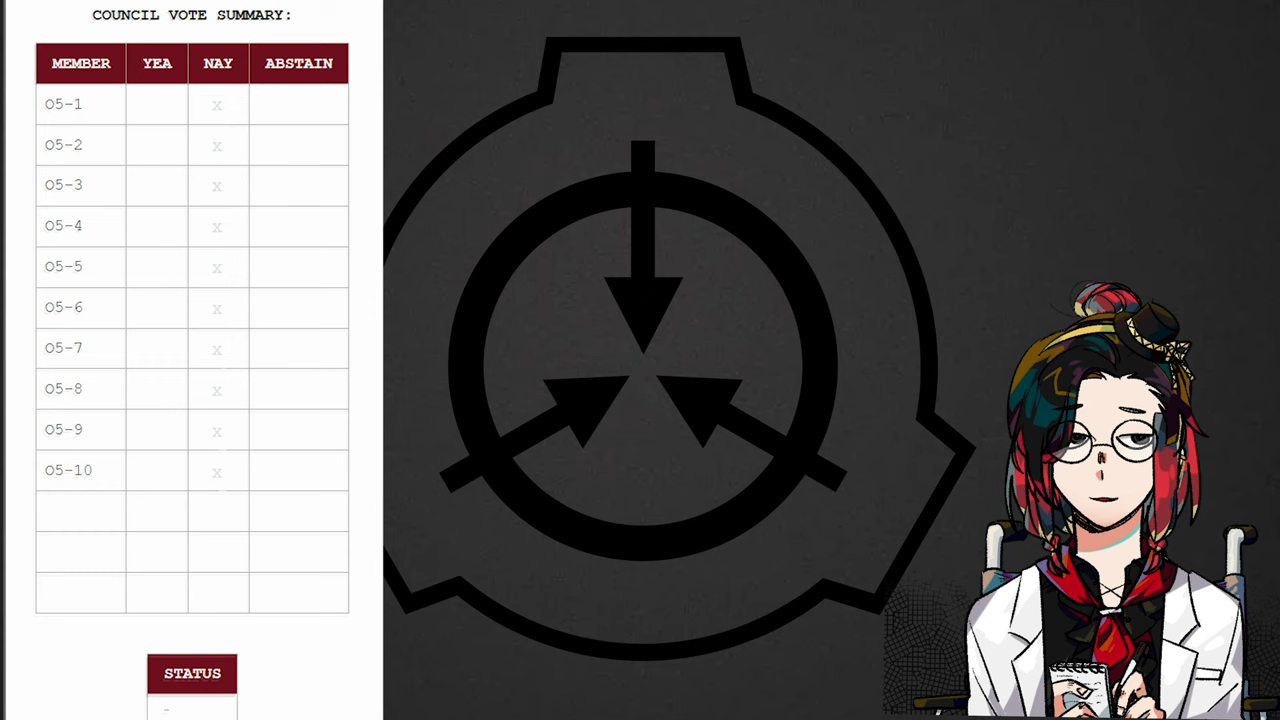 COUNCIL VOTE SUMMARY:
MEMBER YEA NAY ABSTAIN
O5-1 x
O5-2 x
O5-3 x
O5-4 x
O5-5 x
O5-6 x
O5-7 x
O5-8 x
O5-9 x
O5-10 x
STATUS
-